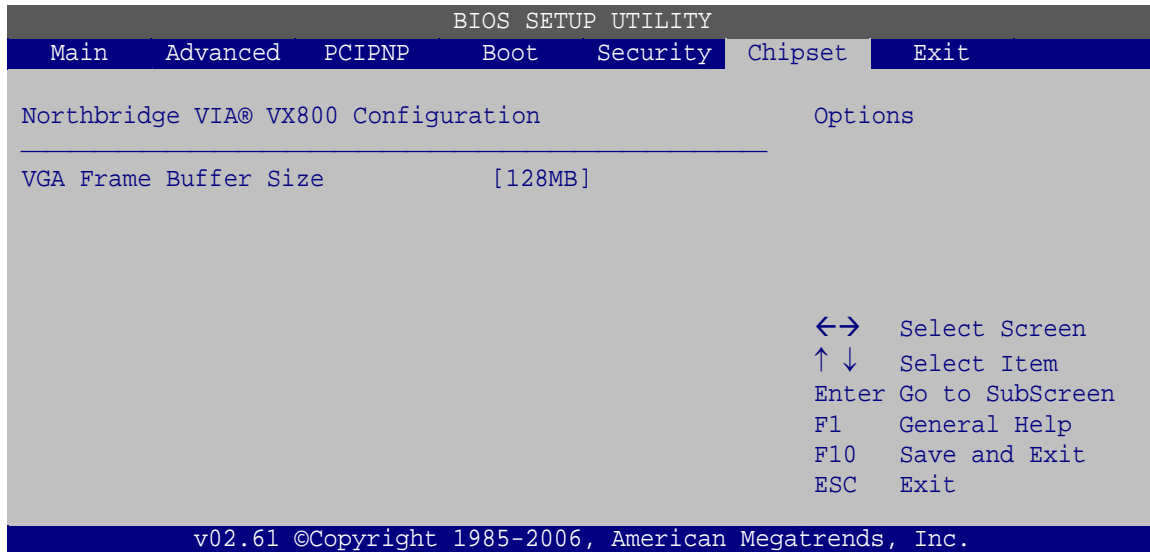 BIOS SETUP UTILITY
Main Advanced PCIPNP Boot Security Chipset Exit
Northbridge VIA® VX800 Configuration
VGA Frame Buffer Size [128MB]
Options
←→ Select Screen
↑ ↓ Select Item
Enter Go to SubScreen
F1 General Help
F10 Save and Exit
ESC Exit
v02.61 ©Copyright 1985-2006, American Megatrends, Inc.